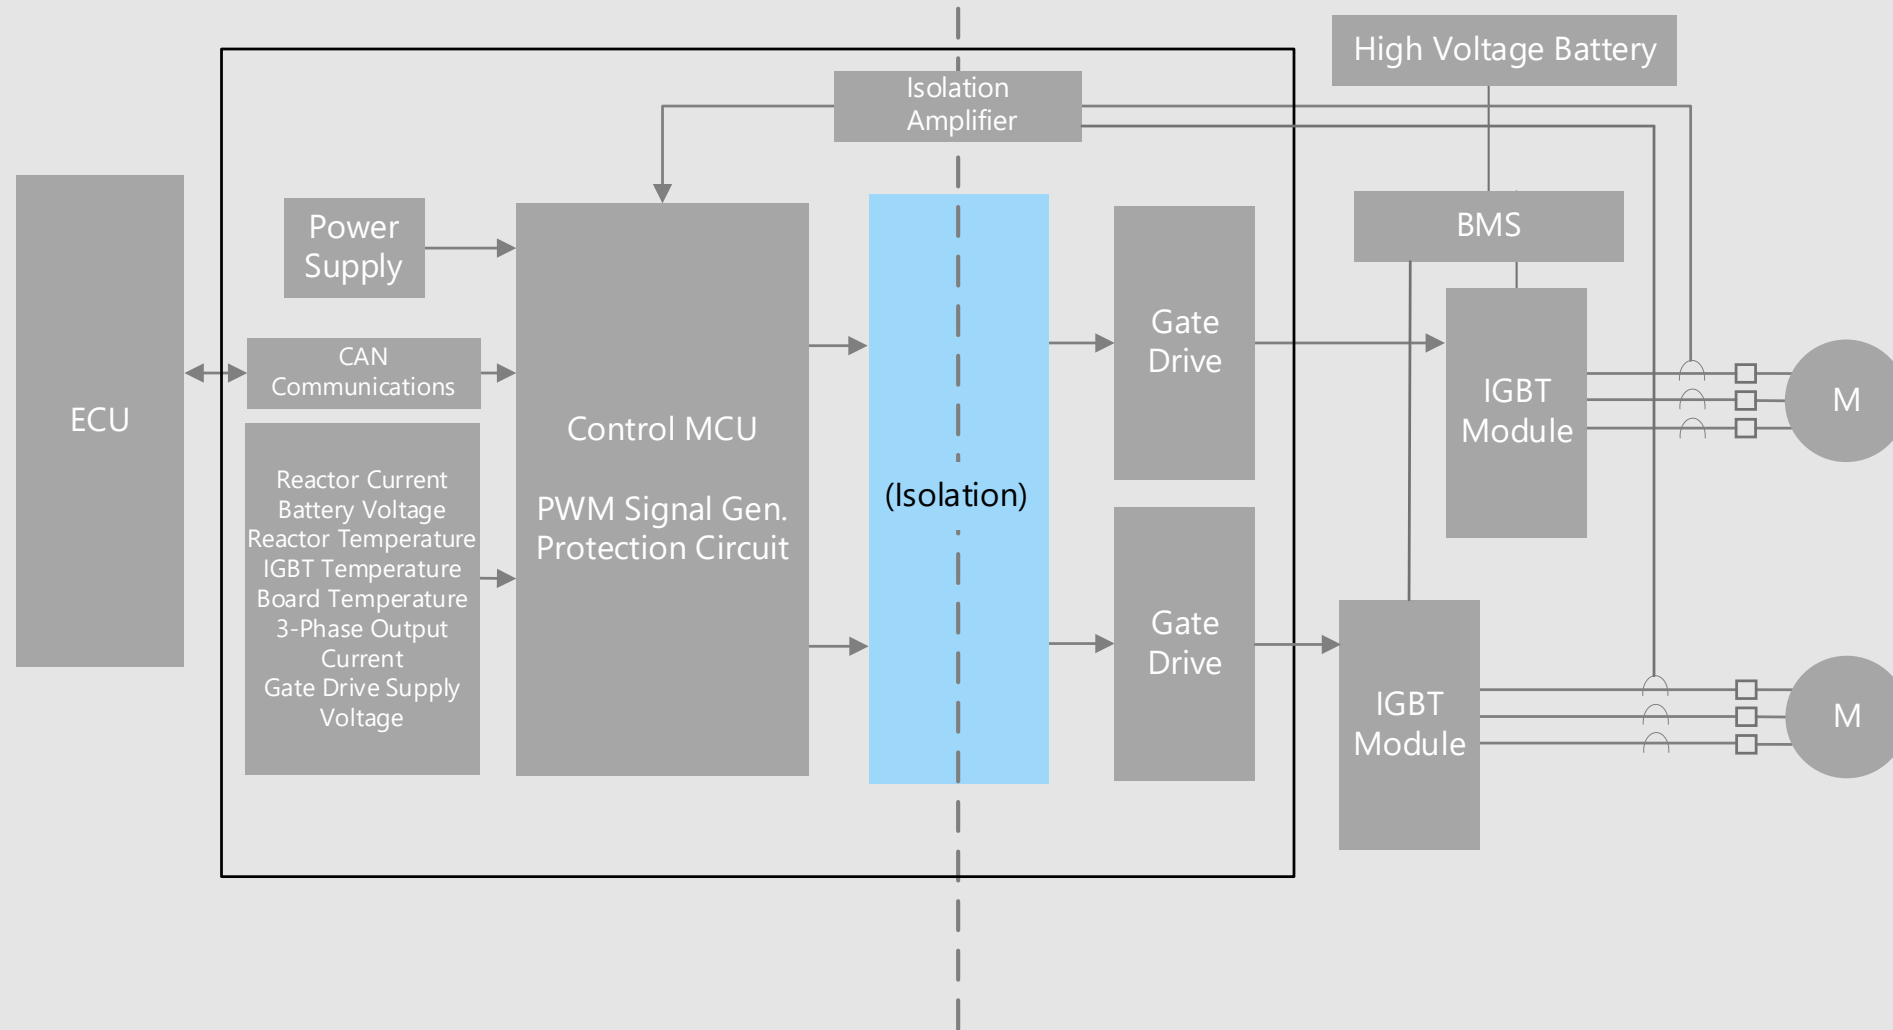 High Voltage Battery
Isolation
Amplifier
ECU
Power
Supply
CAN
Communications
Reactor Current
Battery Voltage
Reactor Temperature
IGBT Temperature
Board Temperature
3-Phase Output
Current
Gate Drive Supply
Voltage
Control MCU
PWM Signal Gen.
Protection Circuit
(Isolation)
Gate
Drive
Gate
Drive
BMS
IGBT
Module
M
IGBT
Module
M